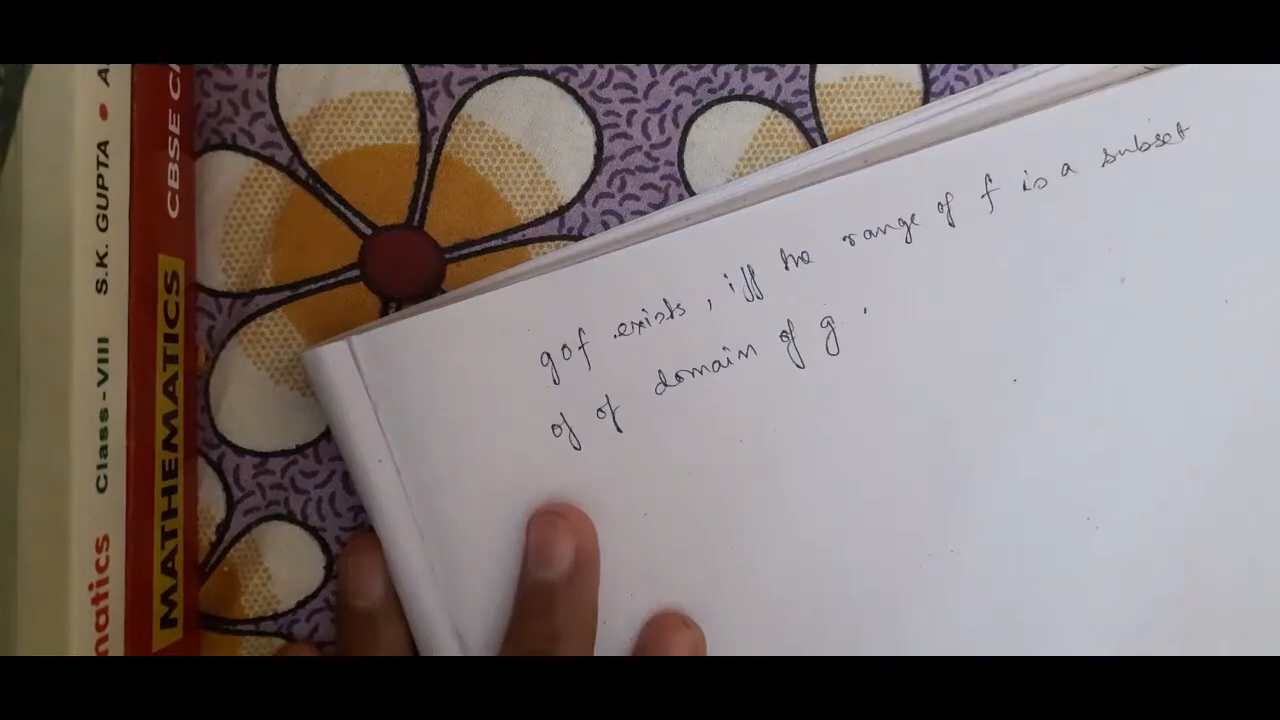 gof exists, iff the range of f is a subset
of of domain of g.
matics Class-VIII S.K. GUPTA • A
MATHEMATICS CBSE C